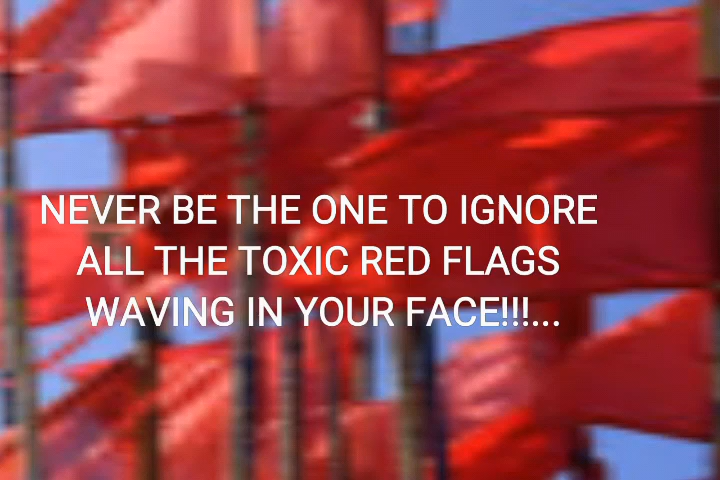 NEVER BE THE ONE TO IGNORE
ALL THE TOXIC RED FLAGS
WAVING IN YOUR FACE!!!...